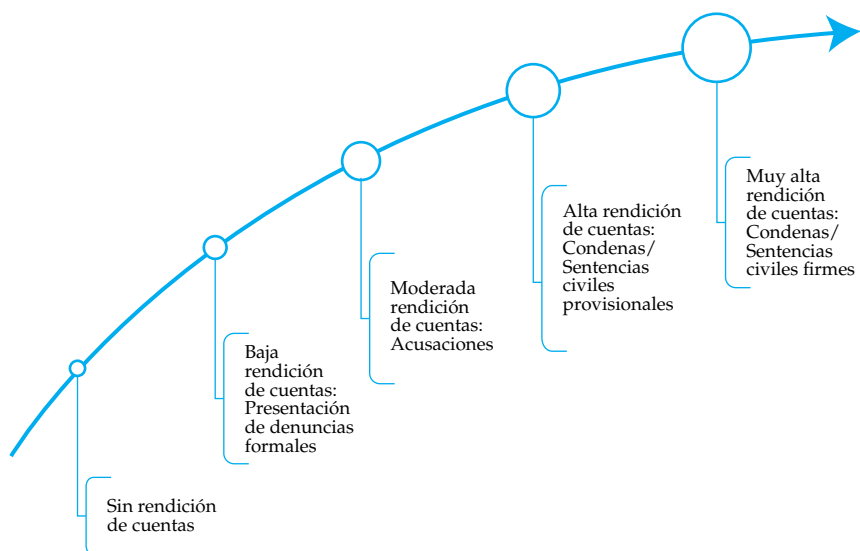 Sin rendición
de cuentas
Baja
rendición
de cuentas:
Presentación
de denuncias
formales
Moderada
rendición
de cuentas:
Acusaciones
Alta rendición
de cuentas:
Condenas/
Sentencias
civiles
provisionales
Muy alta
rendición
de cuentas:
Condenas/
Sentencias
civiles firmes